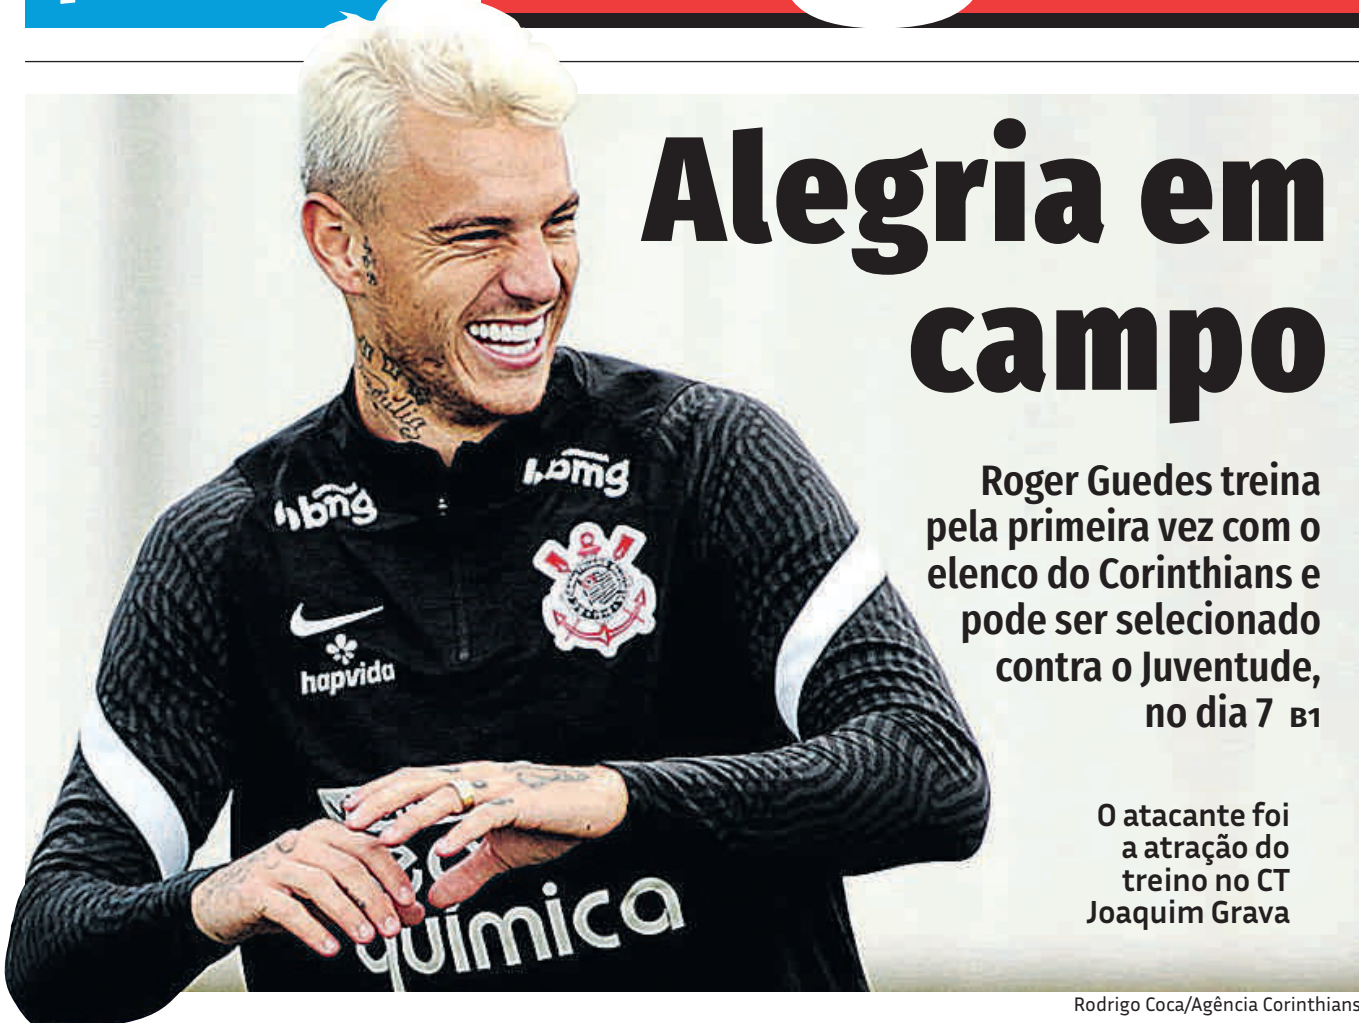 Alegria em
campo
Roger Guedes treina
pela primeira vez com o
elenco do Corinthians e
pode ser selecionado
contra o Juventude,
no dia 7 B1
O atacante foi
a atração do
treino no CT
Joaquim Grava
Rodrigo Coca/Agência Corinthians
bmg
bmg
hapvida
química